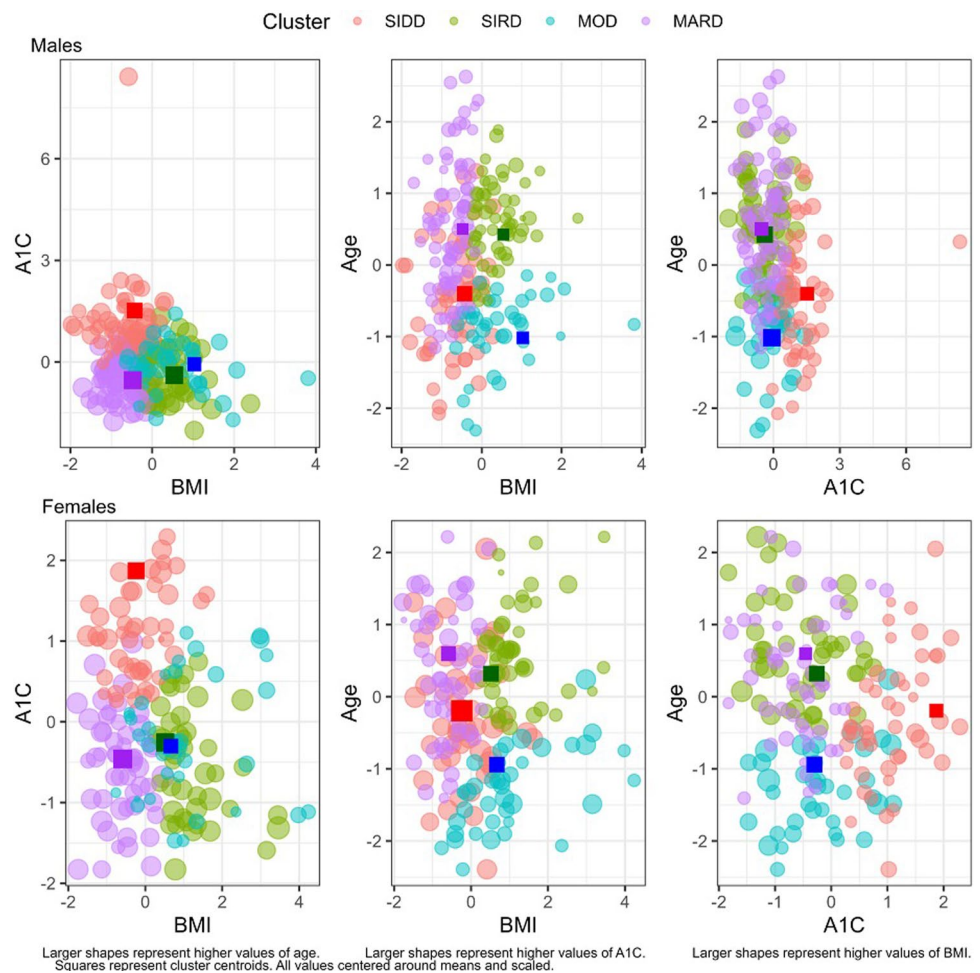 Cluster SIDD SIRD MOD MARD
Males
A1C
6
3
0
-2 0 2 4
BMI
Age
2
1
0
-1
-2
-2 0 2 4
BMI
Age
2
1
0
-1
-2
0 3 6
A1C
Females
A1C
2
1
0
-1
-2
-2 0 2 4
BMI
Age
2
1
0
-1
-2
-2 0 2 4
BMI
Age
2
1
0
-1
-2
-2 -1 0 1 2
A1C
Larger shapes represent higher values of age.
Larger shapes represent higher values of A1C.
Larger shapes represent higher values of BMI.
Squares represent cluster centroids. All values centered around means and scaled.